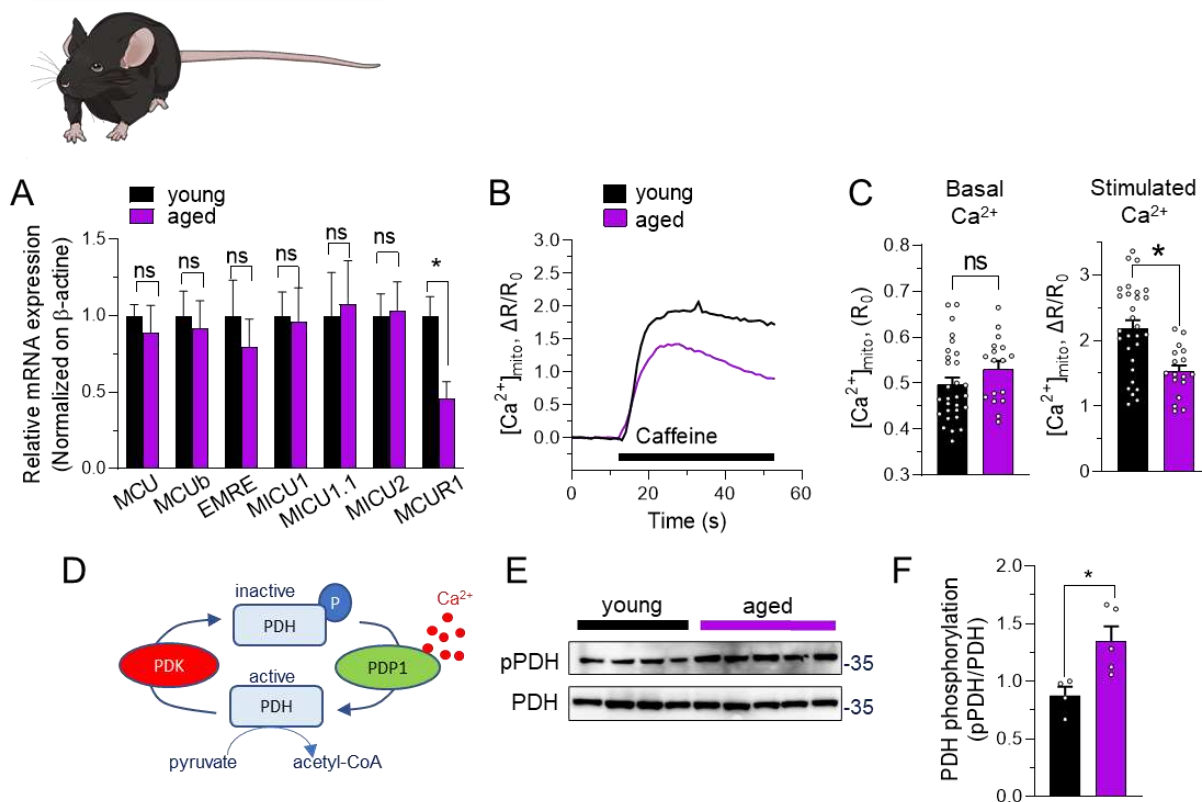 A
young
aged
Relative mRNA expression
(Normalized on β-actine)
1.5
1.0
0.5
0.0
ns
ns
ns
ns
ns
ns
*
MCU
MCUb
EMRE
MICU1
MICU1.1
MICU2
MCUR1
B
young
aged
[Ca²⁺]mito, ΔR/R₀
3.0
2.5
2.0
1.5
1.0
0.5
0.0
Caffeine
0
20
40
60
Time (s)
C
Basal
Ca²⁺
[Ca²⁺]mito, (R₀)
0.8
0.7
0.6
0.5
0.4
0.3
ns
Stimulated
Ca²⁺
[Ca²⁺]mito, ΔR/R₀
3
2
1
0
*
D
inactive
PDH
P
Ca²⁺
PDK
PDP1
active
PDH
pyruvate
acetyl-CoA
E
young
aged
pPDH
-35
PDH
-35
F
PDH phosphorylation
(pPDH/PDH)
2.0
1.5
1.0
0.5
0.0
*